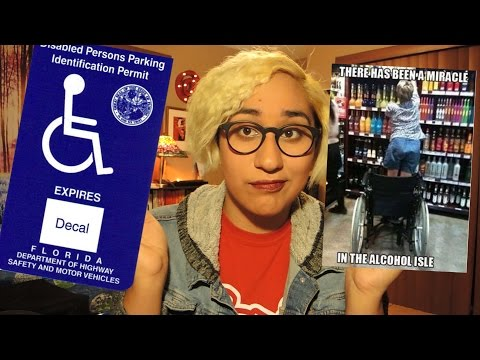 Disabled Persons Parking
Identification Permit
EXPIRES
Decal
FLORIDA
DEPARTMENT OF HIGHWAY
SAFETY AND MOTOR VEHICLES
THERE HAS BEEN A MIRACLE
IN THE ALCOHOL ISLE